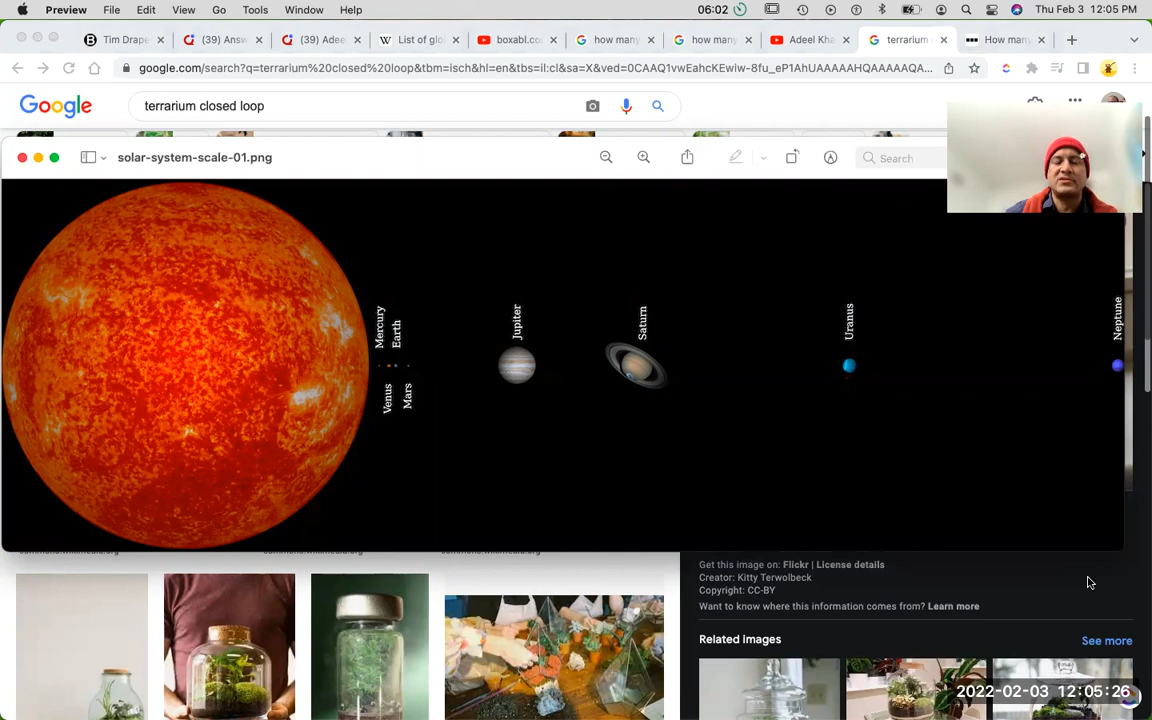 Preview File Edit View Go Tools Window Help 06:02 Thu Feb 3 12:05 PM
Tim Drape (39) Answ (39) Adee List of glo boxabl.co how many how many Adeel Kha terrarium How many
google.com/search?q=terrarium%20closed%20loop&tbm=isch&hl=en&tbs=il:cl&sa=X&ved=0CAAQ1vwEahcKEwiw-8fu_eP1AhUAAAAAHQAAAAAQA...
Google terrarium closed loop
solar-system-scale-01.png Search
Mercury
Venus
Earth
Mars
Jupiter
Saturn
Uranus
Neptune
Get this image on: Flickr | License details
Creator: Kitty Terwolbeck
Copyright: CC-BY
Want to know where this information comes from? Learn more
Related images See more
2022-02-03 12:05:26